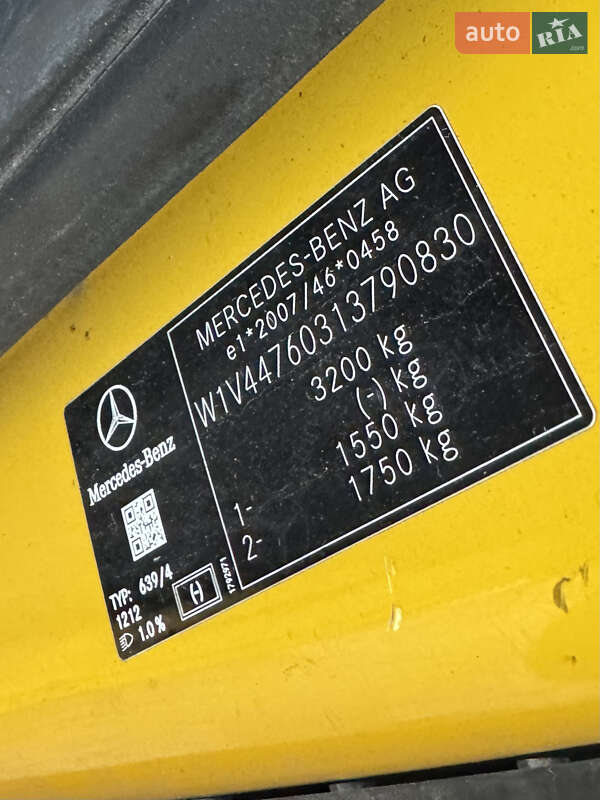 auto RIA .com
MERCEDES-BENZ AG
e1*2007/46*0458
W1V44760313790830
3200 kg
(-) kg
1- 1550 kg
2- 1750 kg
Mercedes-Benz
TYP: 639/4
1212
1.0%